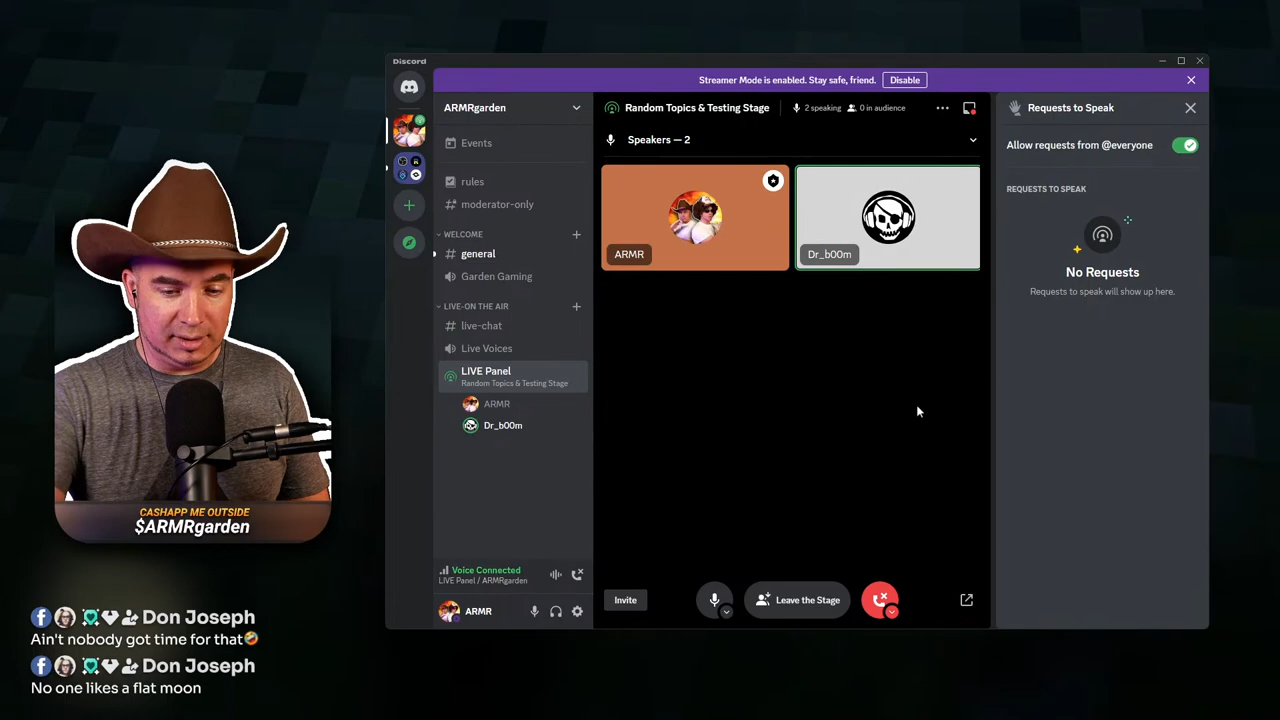 Discord
Streamer Mode is enabled. Stay safe, friend.
Disable
ARMRgarden
Events
rules
moderator-only
WELCOME
general
Garden Gaming
LIVE-ON THE AIR
live-chat
Live Voices
LIVE Panel
Random Topics & Testing Stage
ARMR
Dr_b00m
Voice Connected
LIVE Panel / ARMRgarden
ARMR
Random Topics & Testing Stage
2 speaking
0 in audience
Speakers — 2
ARMR
Dr_b00m
Invite
Leave the Stage
Requests to Speak
Allow requests from @everyone
REQUESTS TO SPEAK
No Requests
Requests to speak will show up here.
CASHAPP ME OUTSIDE
$ARMRgarden
Don Joseph
Ain't nobody got time for that🤣
Don Joseph
No one likes a flat moon